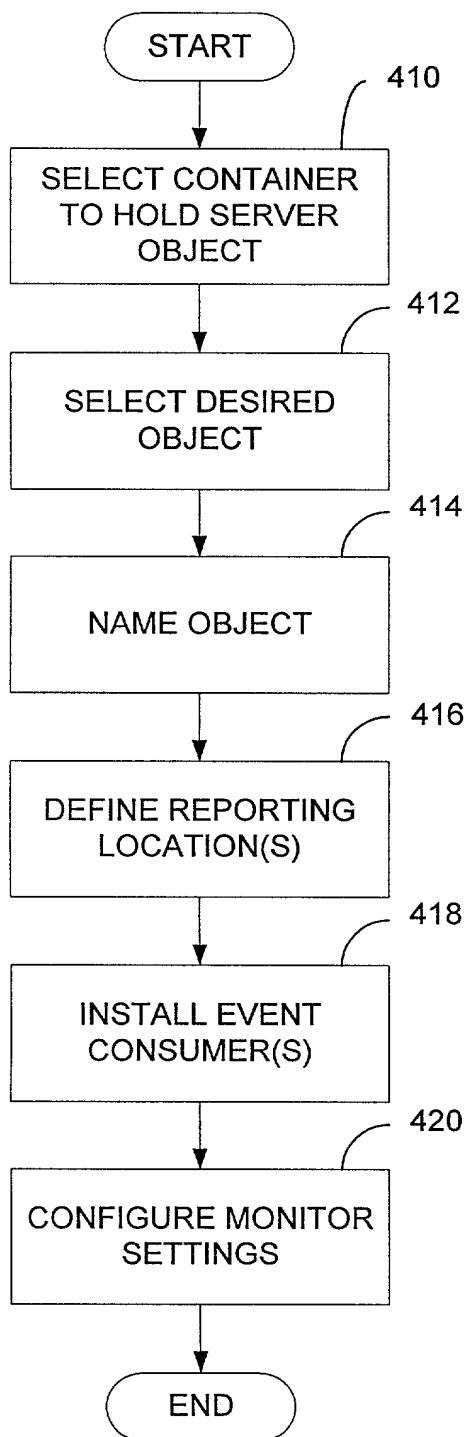 START
410
SELECT CONTAINER
TO HOLD SERVER
OBJECT
412
SELECT DESIRED
OBJECT
414
NAME OBJECT
416
DEFINE REPORTING
LOCATION(S)
418
INSTALL EVENT
CONSUMER(S)
420
CONFIGURE MONITOR
SETTINGS
END